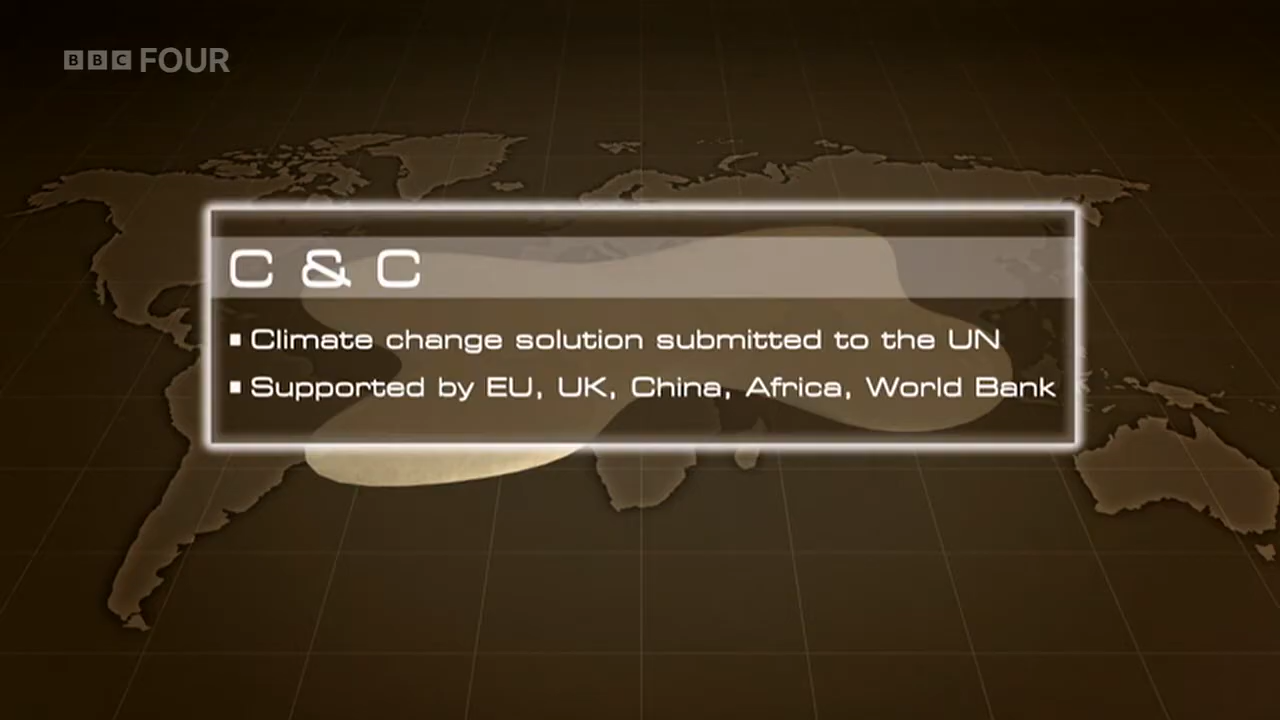 BBC FOUR
C & C
▪ Climate change solution submitted to the UN
▪ Supported by EU, UK, China, Africa, World Bank